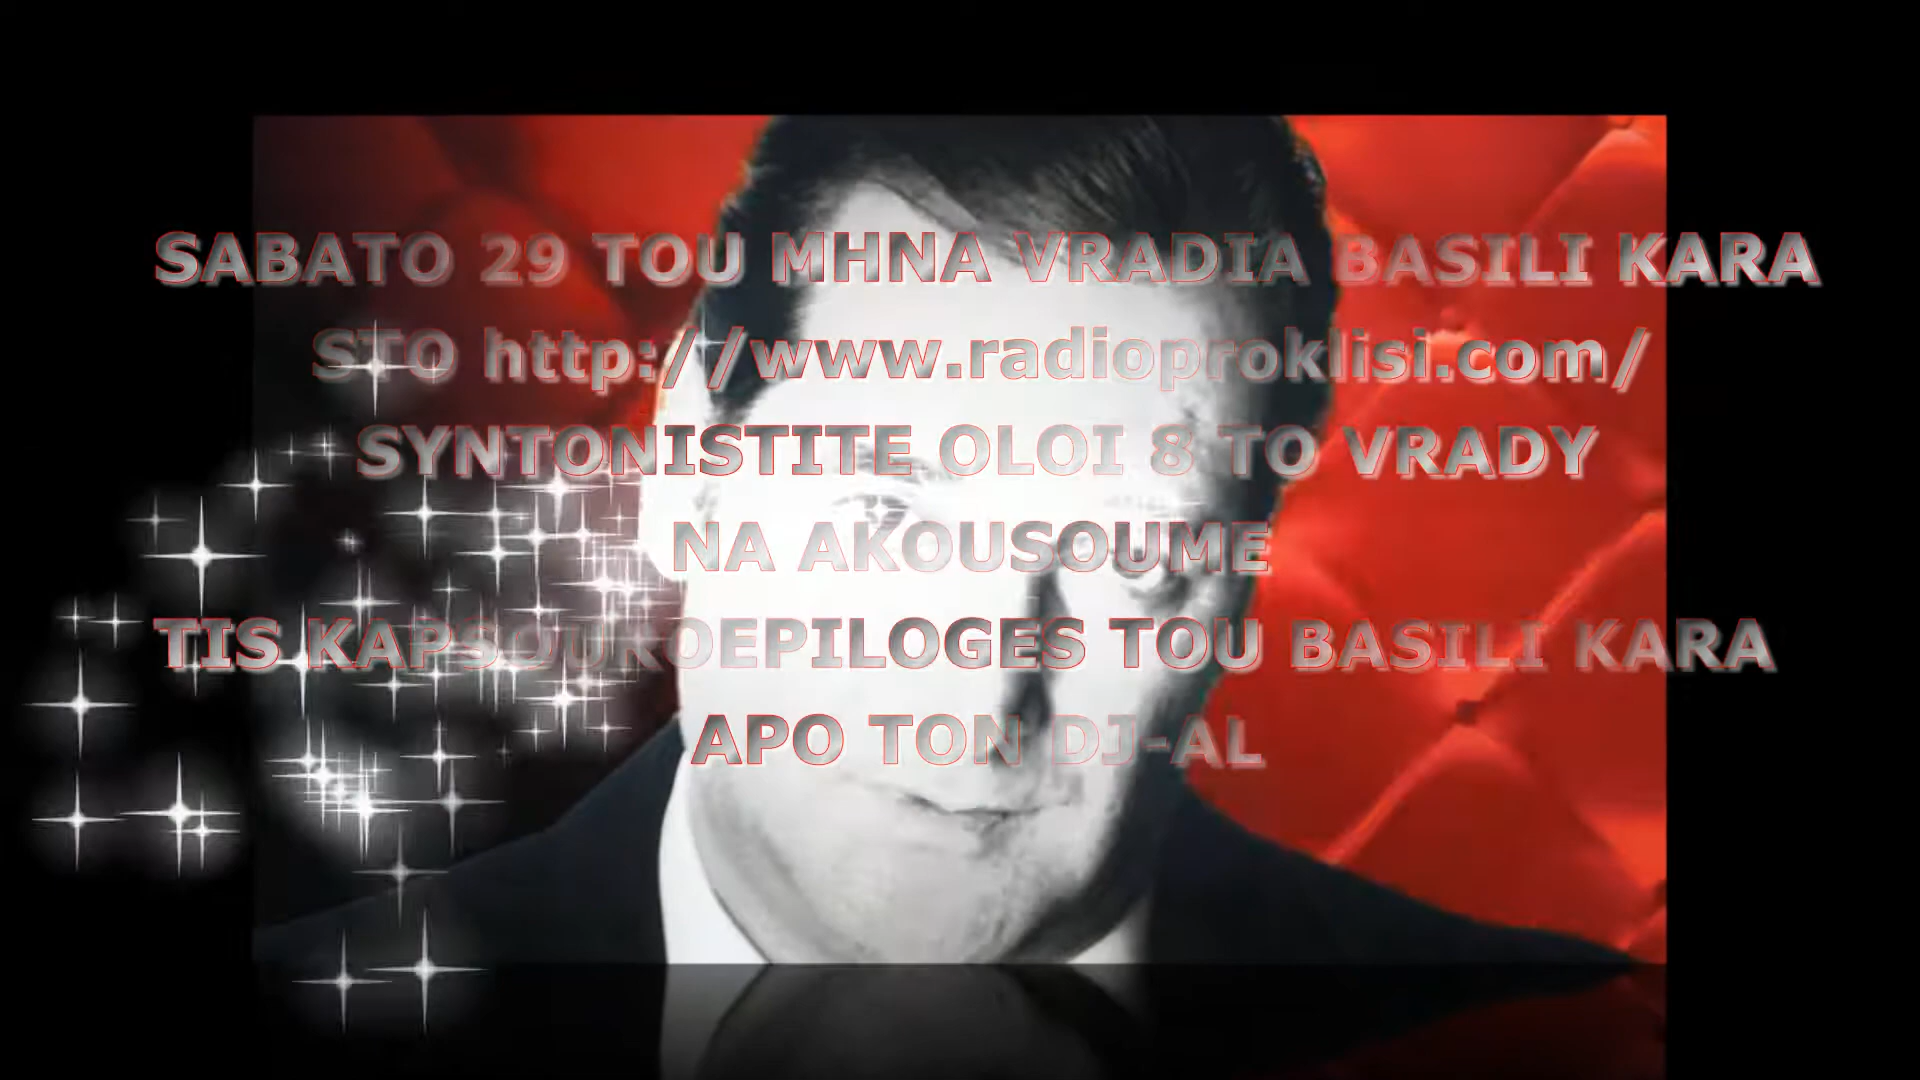 SABATO 29 TOU MHNA VRADIA BASILI KARA
STO http://www.radioproklisi.com/
SYNTONISTITE OLOI 8 TO VRADY
NA AKOUSOUME
TIS KAPSOUROEPILOGES TOU BASILI KARA
APO TON DJ-AL